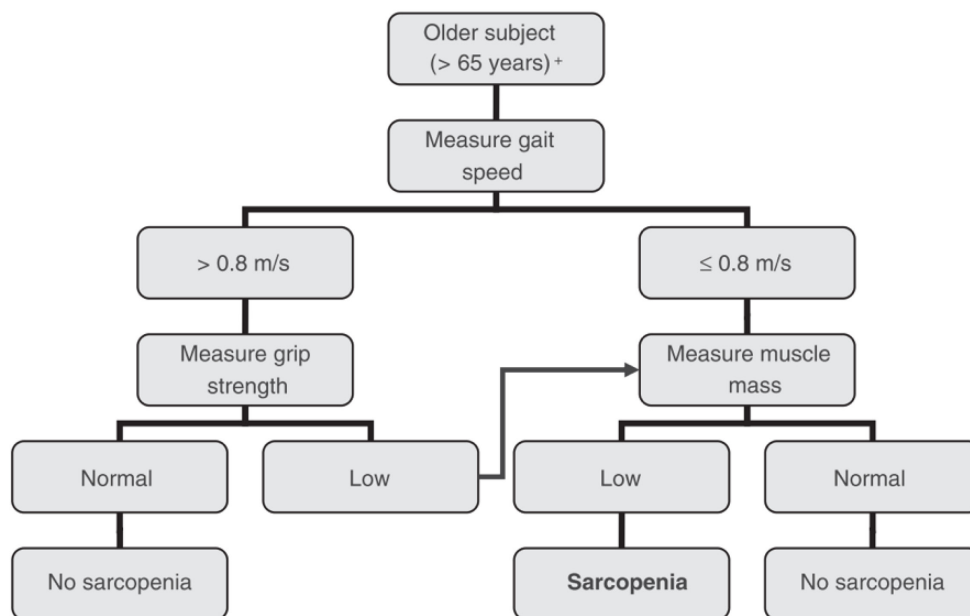 Older subject
(> 65 years)⁺
Measure gait
speed
> 0.8 m/s
≤ 0.8 m/s
Measure grip
strength
Measure muscle
mass
Normal
Low
Low
Normal
No sarcopenia
Sarcopenia
No sarcopenia